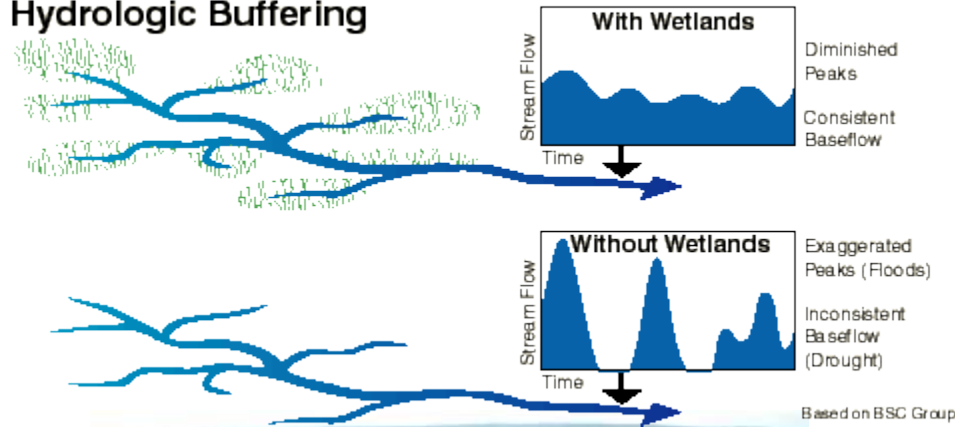 Hydrologic Buffering
With Wetlands
Stream Flow
Time
Diminished
Peaks
Consistent
Baseflow
Without Wetlands
Stream Flow
Time
Exaggerated
Peaks (Floods)
Inconsistent
Baseflow
(Drought)
Based on BSC Group